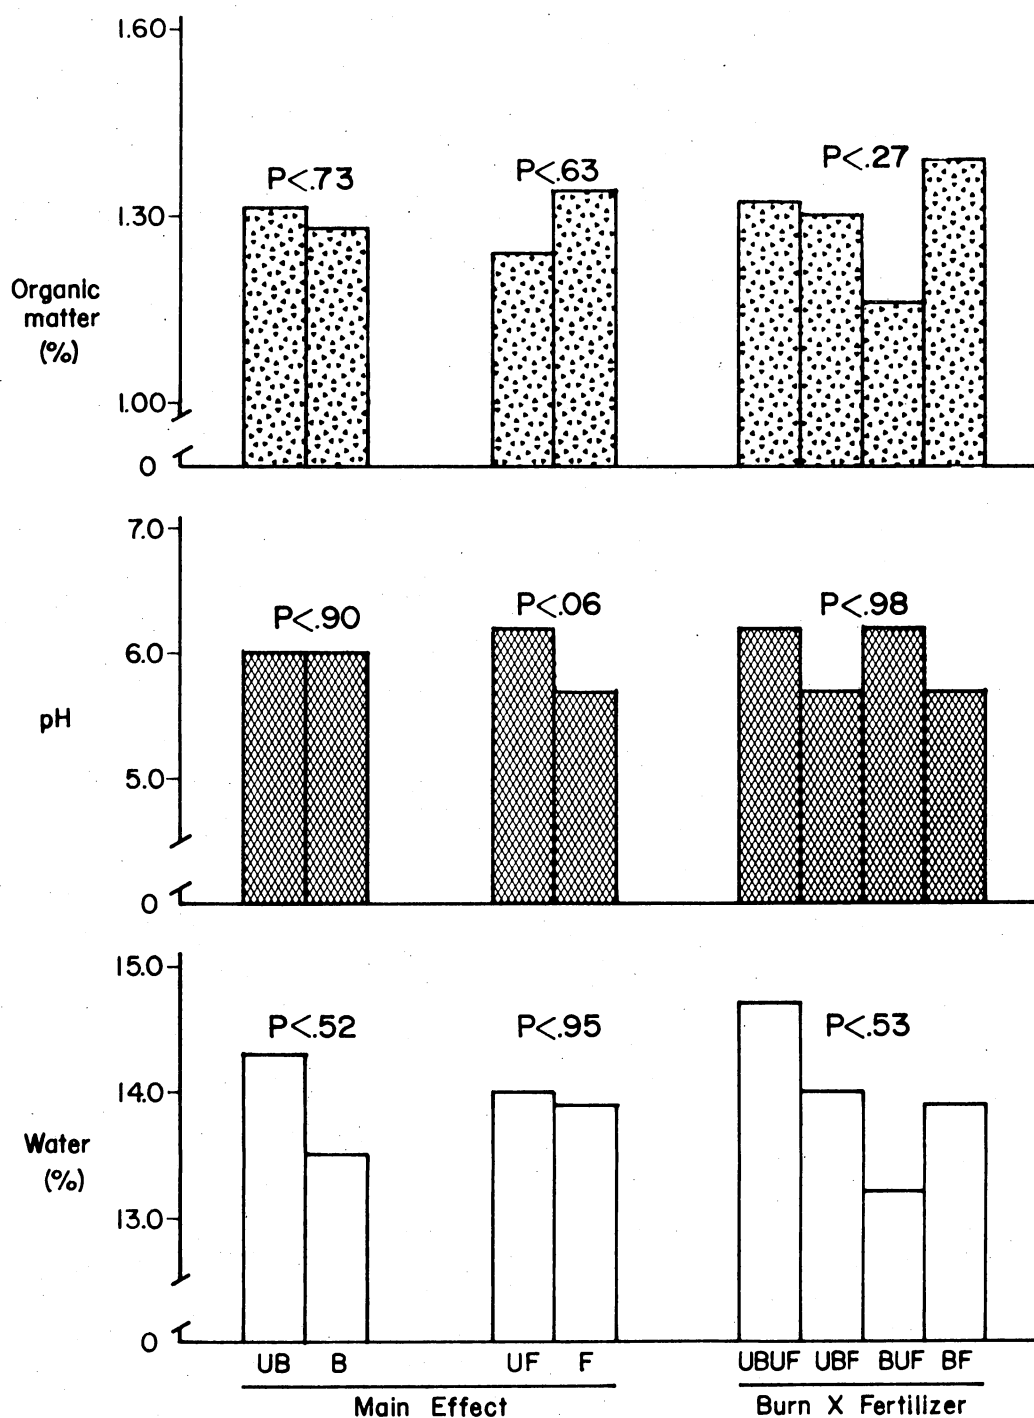 1.60
P<.73
P<.63
P<.27
1.30
Organic
matter
(%)
1.00
0
7.0
P<.90
P<.06
P<.98
6.0
pH
5.0
0
15.0
P<.52
P<.95
P<.53
14.0
Water
(%)
13.0
0
UB B UF F UBUF UBF BUF BF
Main Effect Burn X Fertilizer